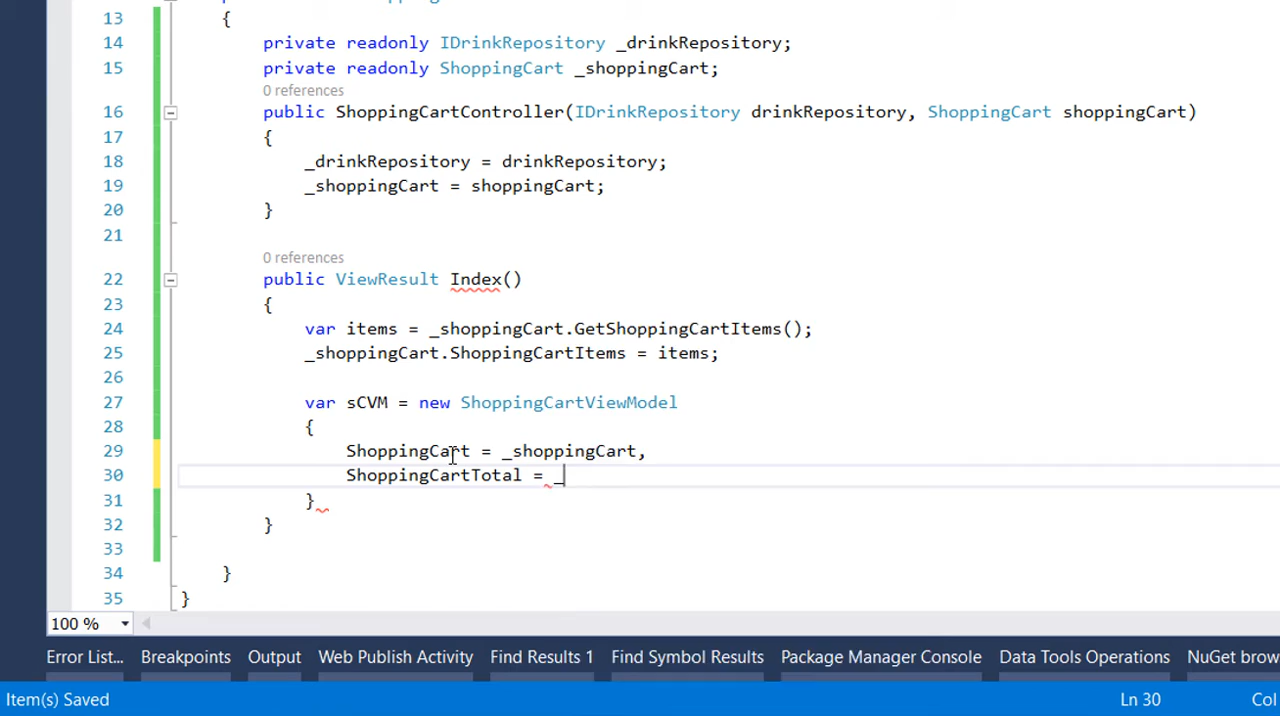 13 {
14 private readonly IDrinkRepository _drinkRepository;
15 private readonly ShoppingCart _shoppingCart;
0 references
16 public ShoppingCartController(IDrinkRepository drinkRepository, ShoppingCart shoppingCart)
17 {
18 _drinkRepository = drinkRepository;
19 _shoppingCart = shoppingCart;
20 }
21
0 references
22 public ViewResult Index()
23 {
24 var items = _shoppingCart.GetShoppingCartItems();
25 _shoppingCart.ShoppingCartItems = items;
26
27 var sCVM = new ShoppingCartViewModel
28 {
29 ShoppingCart = _shoppingCart,
30 ShoppingCartTotal = _
31 }
32 }
33
34 }
35 }
100 %
Error List... Breakpoints Output Web Publish Activity Find Results 1 Find Symbol Results Package Manager Console Data Tools Operations NuGet brow
Item(s) Saved Ln 30 Col